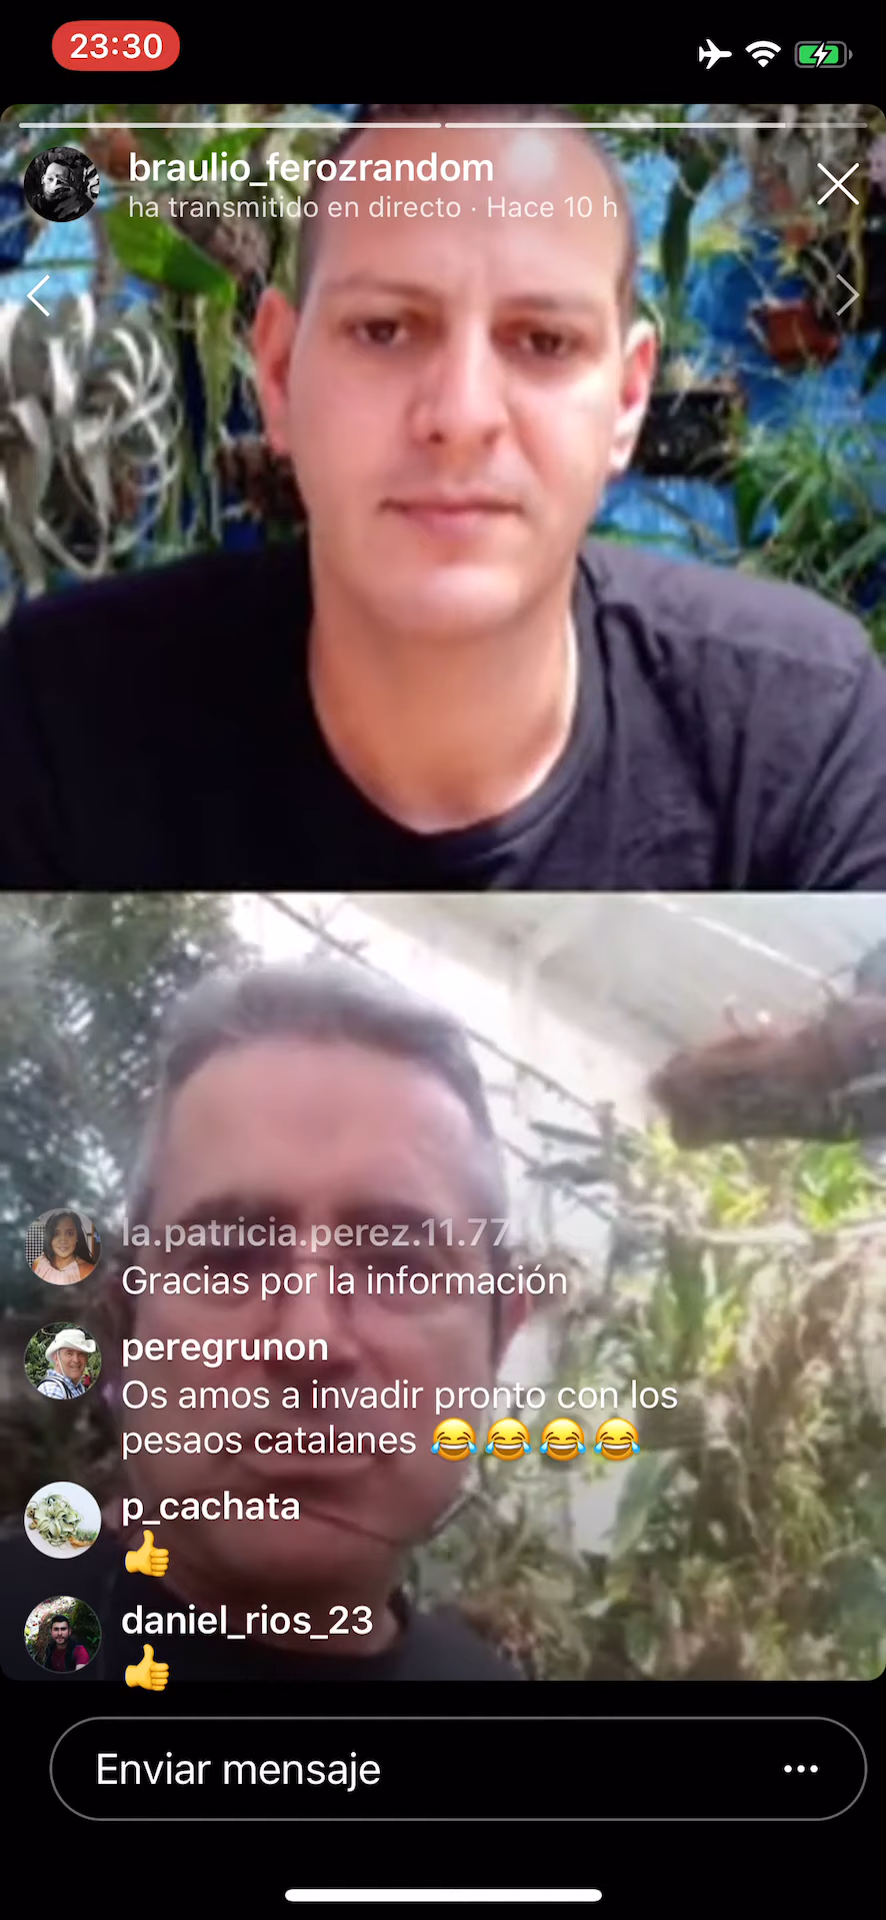 23:30
braulio_ferozrandom
ha transmitido en directo · Hace 10 h
la.patricia.perez.11.77
Gracias por la información
peregrunon
Os amos a invadir pronto con los
pesaos catalanes 😂😂😂😂
p_cachata
👍
daniel_rios_23
👍
Enviar mensaje